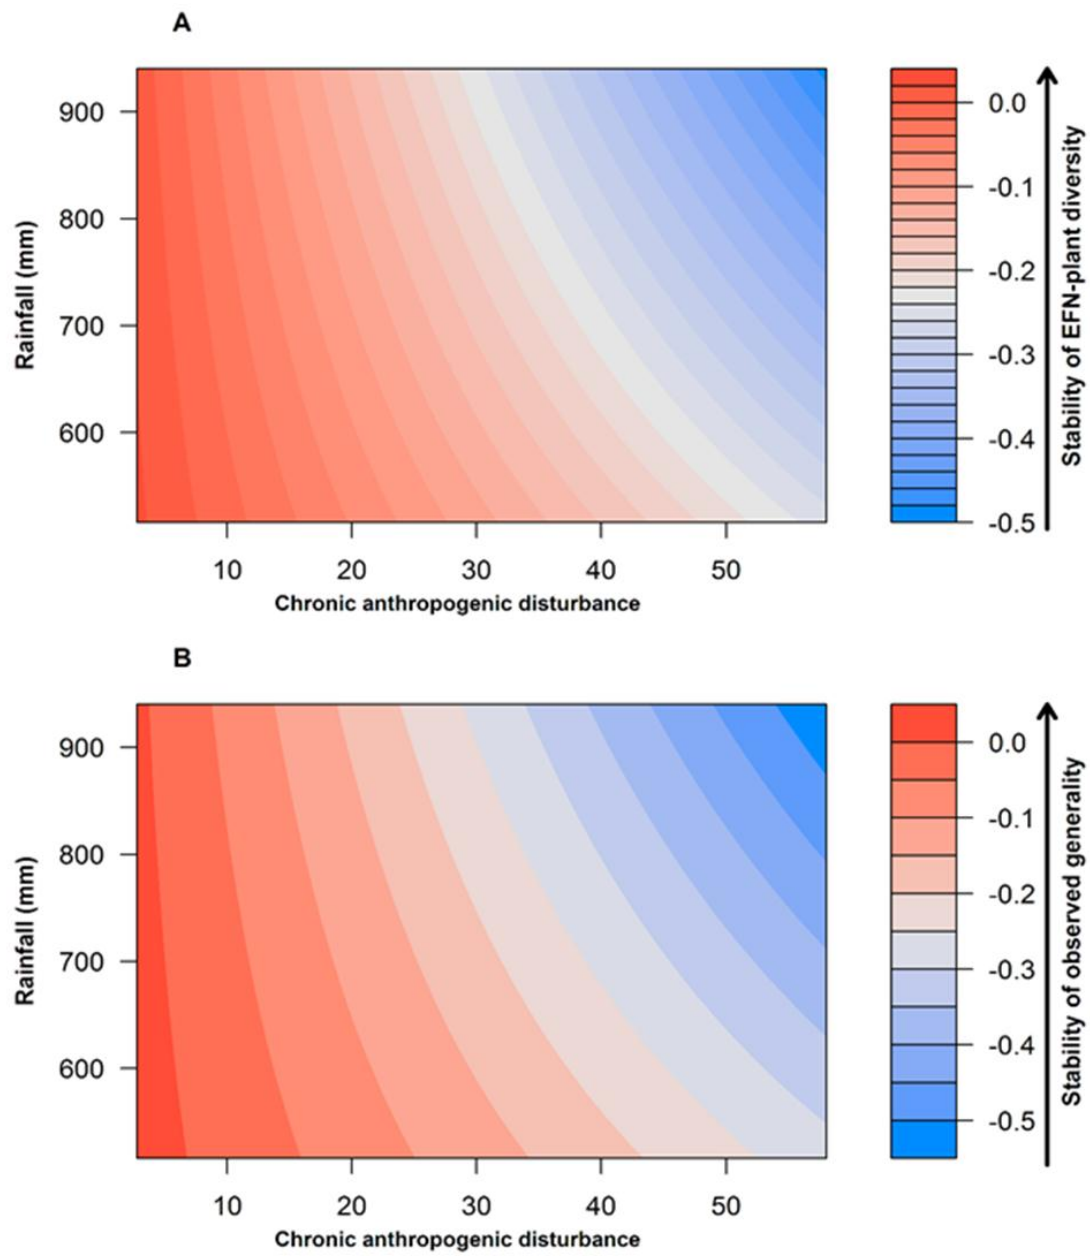 A
Rainfall (mm)
900
800
700
600
10 20 30 40 50
Chronic anthropogenic disturbance
0.0
-0.1
-0.2
-0.3
-0.4
-0.5
Stability of EFN-plant diversity
B
Rainfall (mm)
900
800
700
600
10 20 30 40 50
Chronic anthropogenic disturbance
0.0
-0.1
-0.2
-0.3
-0.4
-0.5
Stability of observed generality